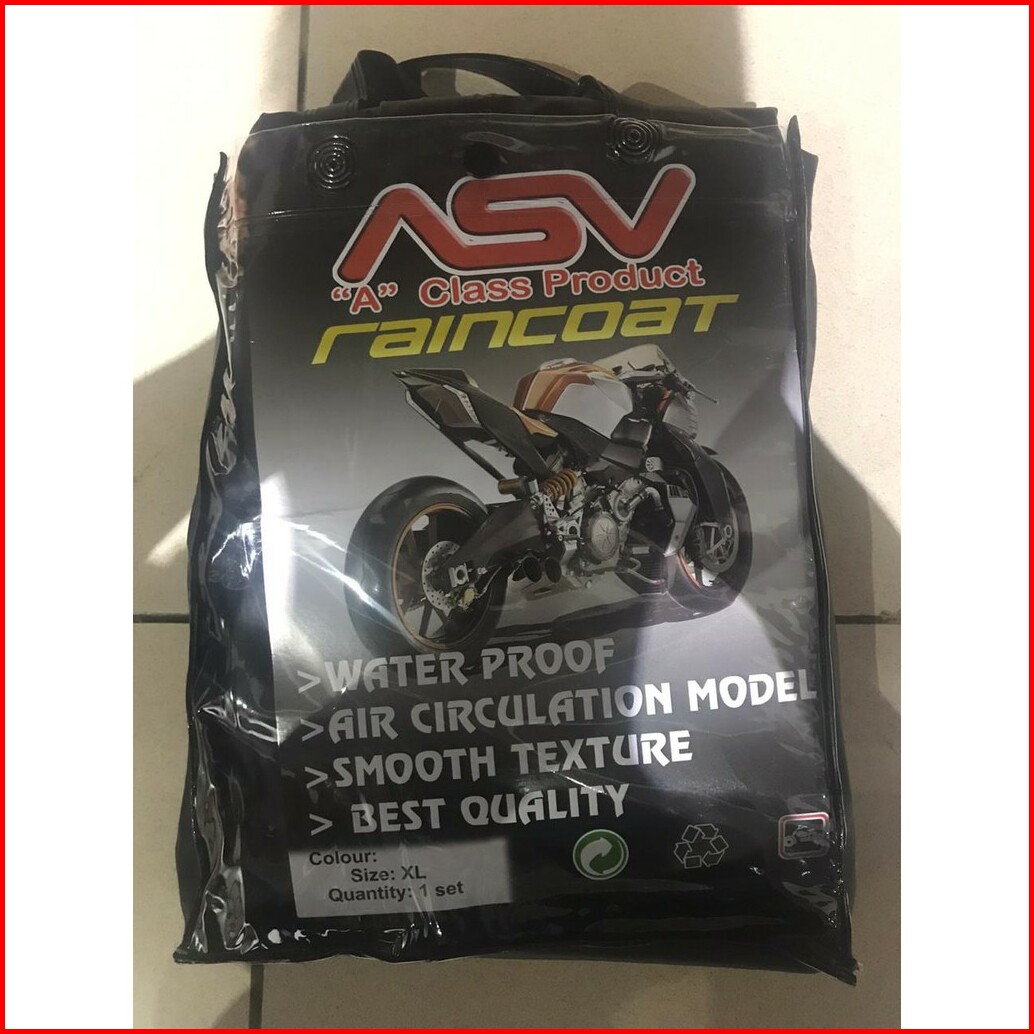 ASV
“A” Class Product
raincoat
>WATER PROOF
>AIR CIRCULATION MODEL
>SMOOTH TEXTURE
> BEST QUALITY
Colour:
Size: XL
Quantity: 1 set